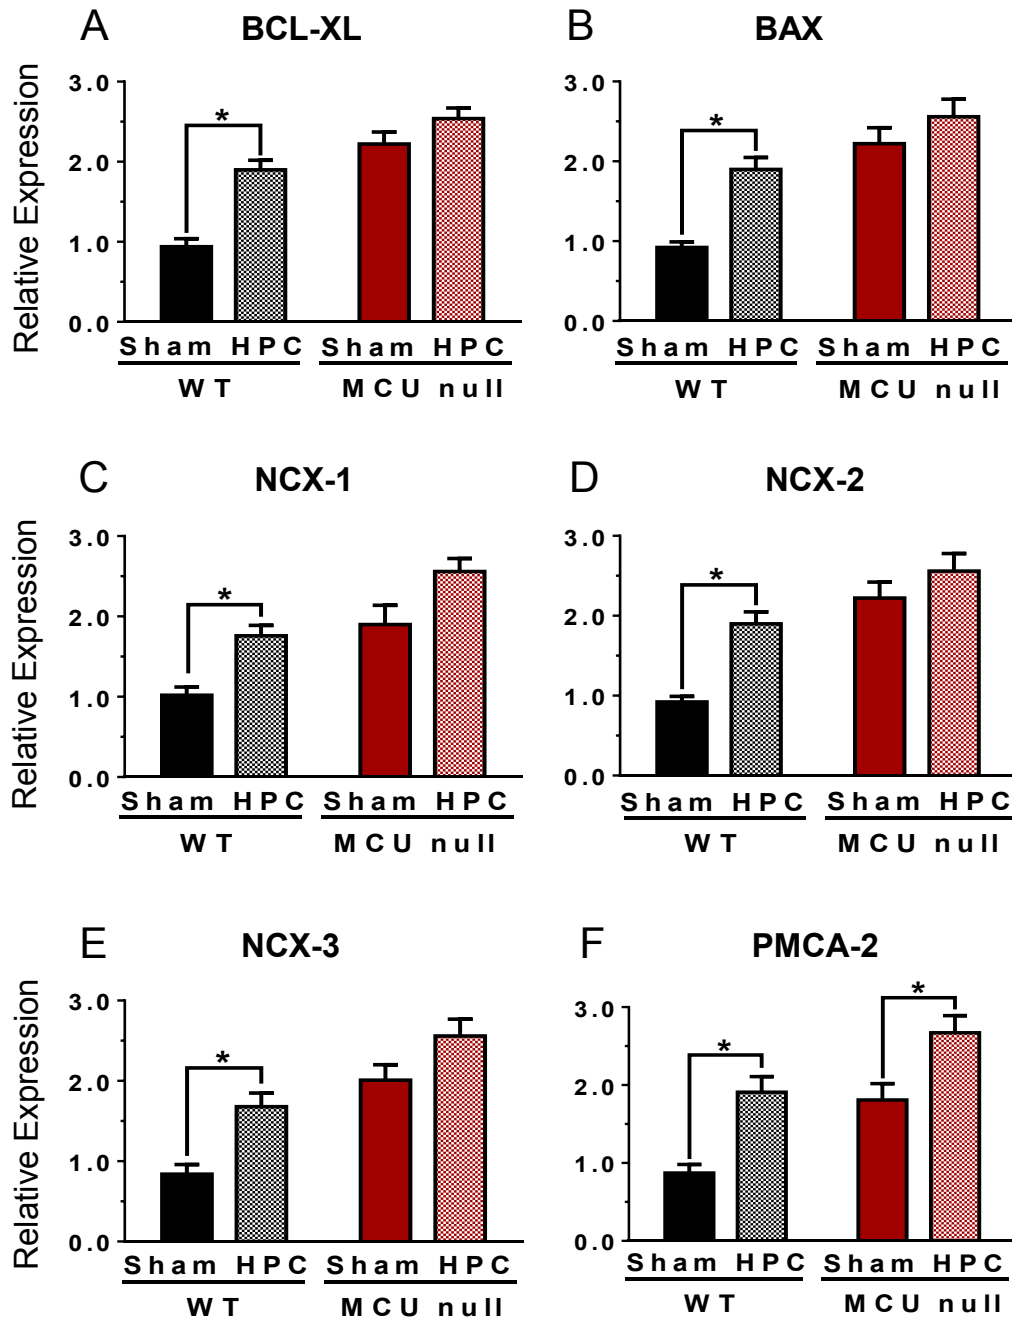 A BCL-XL
Relative Expression
3.0
2.0
1.0
0.0
*
Sham HPC Sham HPC
WT MCU null
B BAX
3.0
2.0
1.0
0.0
*
Sham HPC Sham HPC
WT MCU null
C NCX-1
Relative Expression
3.0
2.0
1.0
0.0
*
Sham HPC Sham HPC
WT MCU null
D NCX-2
3.0
2.0
1.0
0.0
*
Sham HPC Sham HPC
WT MCU null
E NCX-3
Relative Expression
3.0
2.0
1.0
0.0
*
Sham HPC Sham HPC
WT MCU null
F PMCA-2
3.0
2.0
1.0
0.0
* *
Sham HPC Sham HPC
WT MCU null